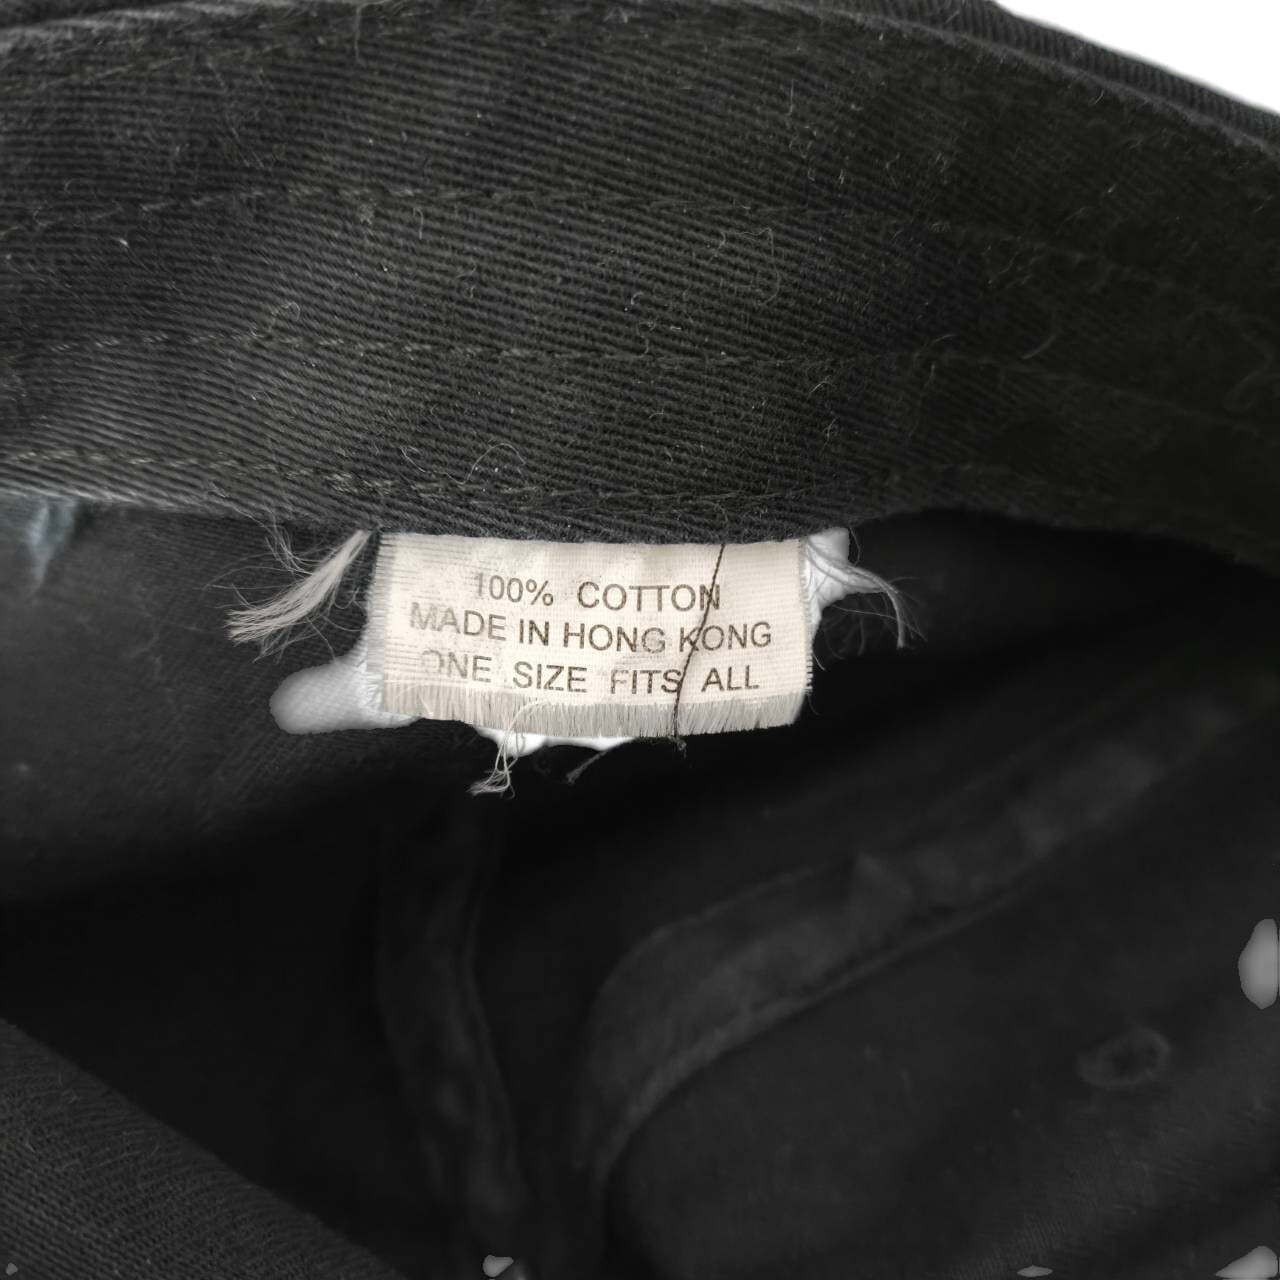 100% COTTON
MADE IN HONG KONG
ONE SIZE FITS ALL